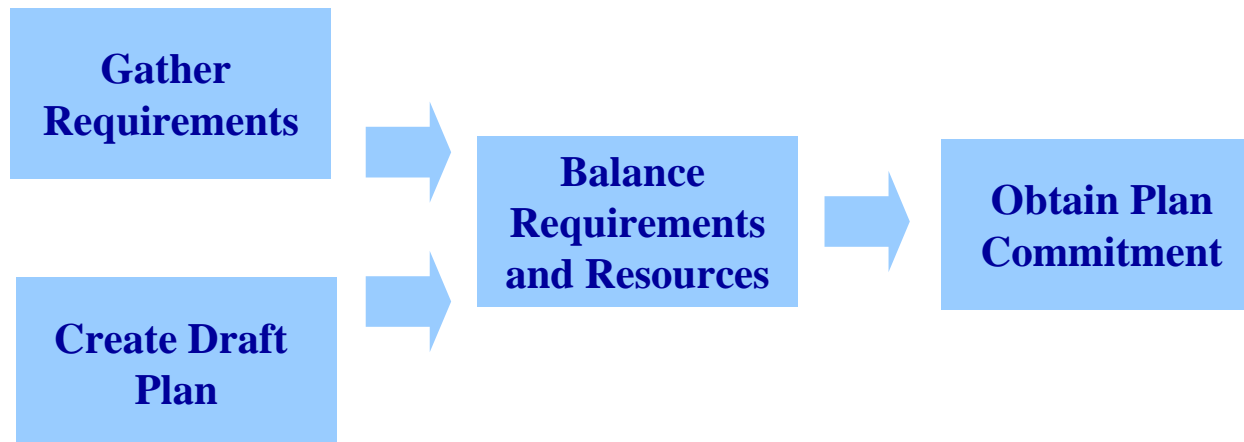 Gather
Requirements
Create Draft
Plan
Balance
Requirements
and Resources
Obtain Plan
Commitment